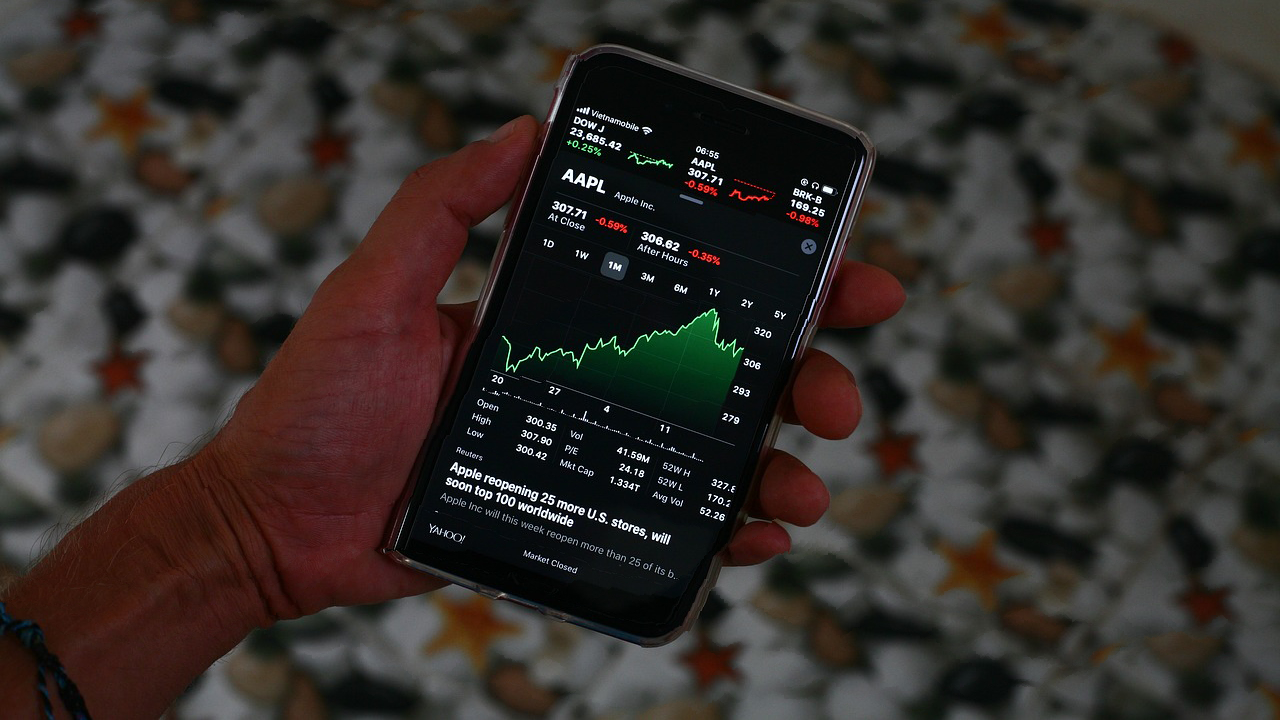 Vietnamobile
06:55
DOW J
23,685.42
+0.25%
AAPL
307.71
-0.59%
BRK-B
169.25
-0.98%
AAPL Apple Inc.
307.71 -0.59%
At Close
306.62 -0.35%
After Hours
1D 1W 1M 3M 6M 1Y 2Y 5Y
320
306
293
279
20 27 4 11
Open 300.35
High 307.90
Low 300.42
Vol 41.59M
P/E 24.18
Mkt Cap 1.334T
52W H 327.
52W L 170.2
Avg Vol 52.26
Reuters
Apple reopening 25 more U.S. stores, will
soon top 100 worldwide
Apple Inc will this week reopen more than 25 of its b...
YAHOO!
Market Closed